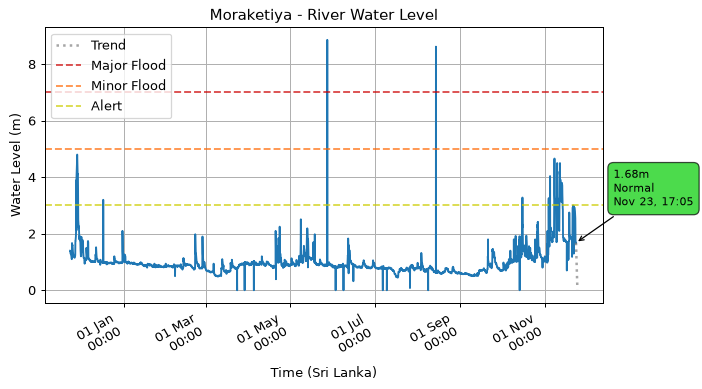 Moraketiya - River Water Level
Trend
Major Flood
Minor Flood
Alert
Water Level (m)
8
6
4
2
0
1.68m
Normal
Nov 23, 17:05
01 Jan
00:00
01 Mar
00:00
01 May
00:00
01 Jul
00:00
01 Sep
00:00
01 Nov
00:00
Time (Sri Lanka)